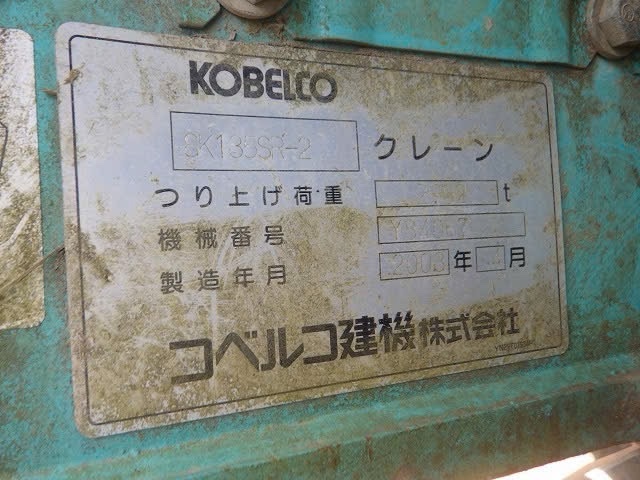 KOBELCO
SK135SR-2 クレーン
つり上げ荷重 t
機械番号
製造年月 年 月
コベルコ建機株式会社